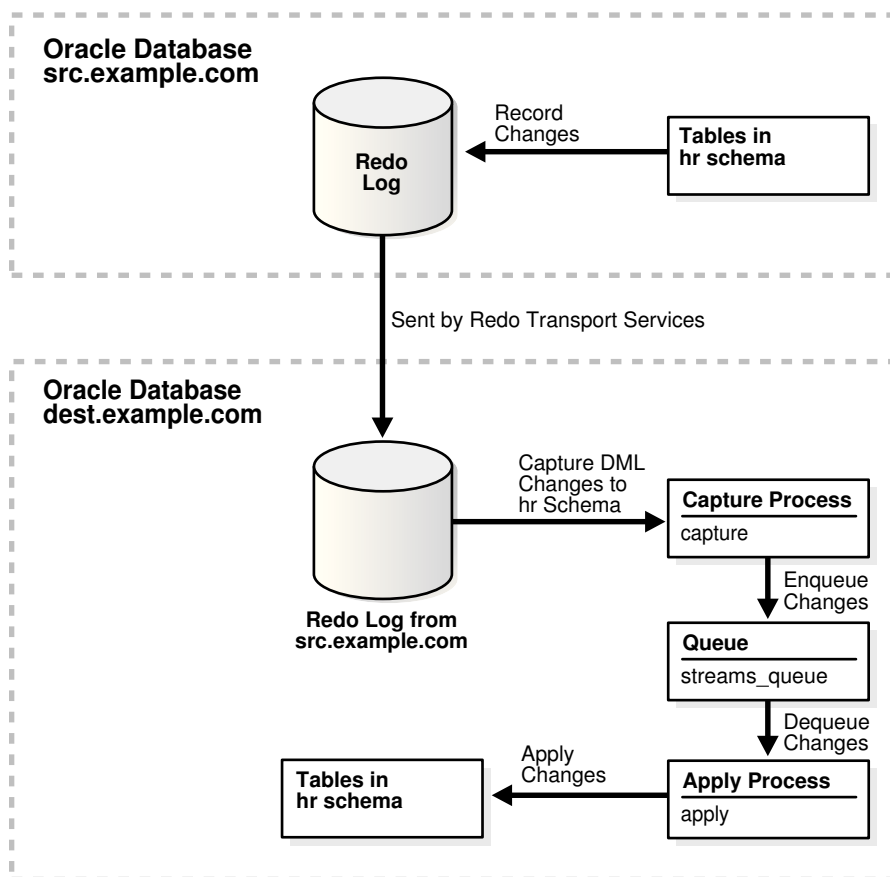 Oracle Database
src.example.com
Redo
Log
Record
Changes
Tables in
hr schema
Sent by Redo Transport Services
Oracle Database
dest.example.com
Redo Log from
src.example.com
Capture DML
Changes to
hr Schema
Capture Process
capture
Enqueue
Changes
Queue
streams_queue
Dequeue
Changes
Apply Process
apply
Apply
Changes
Tables in
hr schema